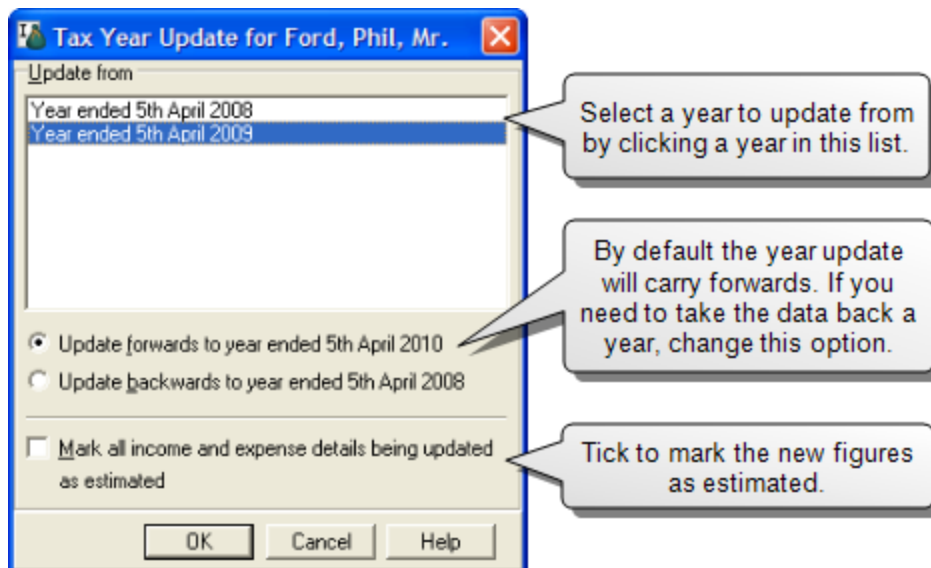 Tax Year Update for Ford, Phil, Mr.
Update from
Year ended 5th April 2008
Year ended 5th April 2009
Select a year to update from
by clicking a year in this list.
By default the year update
will carry forwards. If you
need to take the data back a
year, change this option.
Update forwards to year ended 5th April 2010
Update backwards to year ended 5th April 2008
Mark all income and expense details being updated
as estimated
Tick to mark the new figures
as estimated.
OK Cancel Help